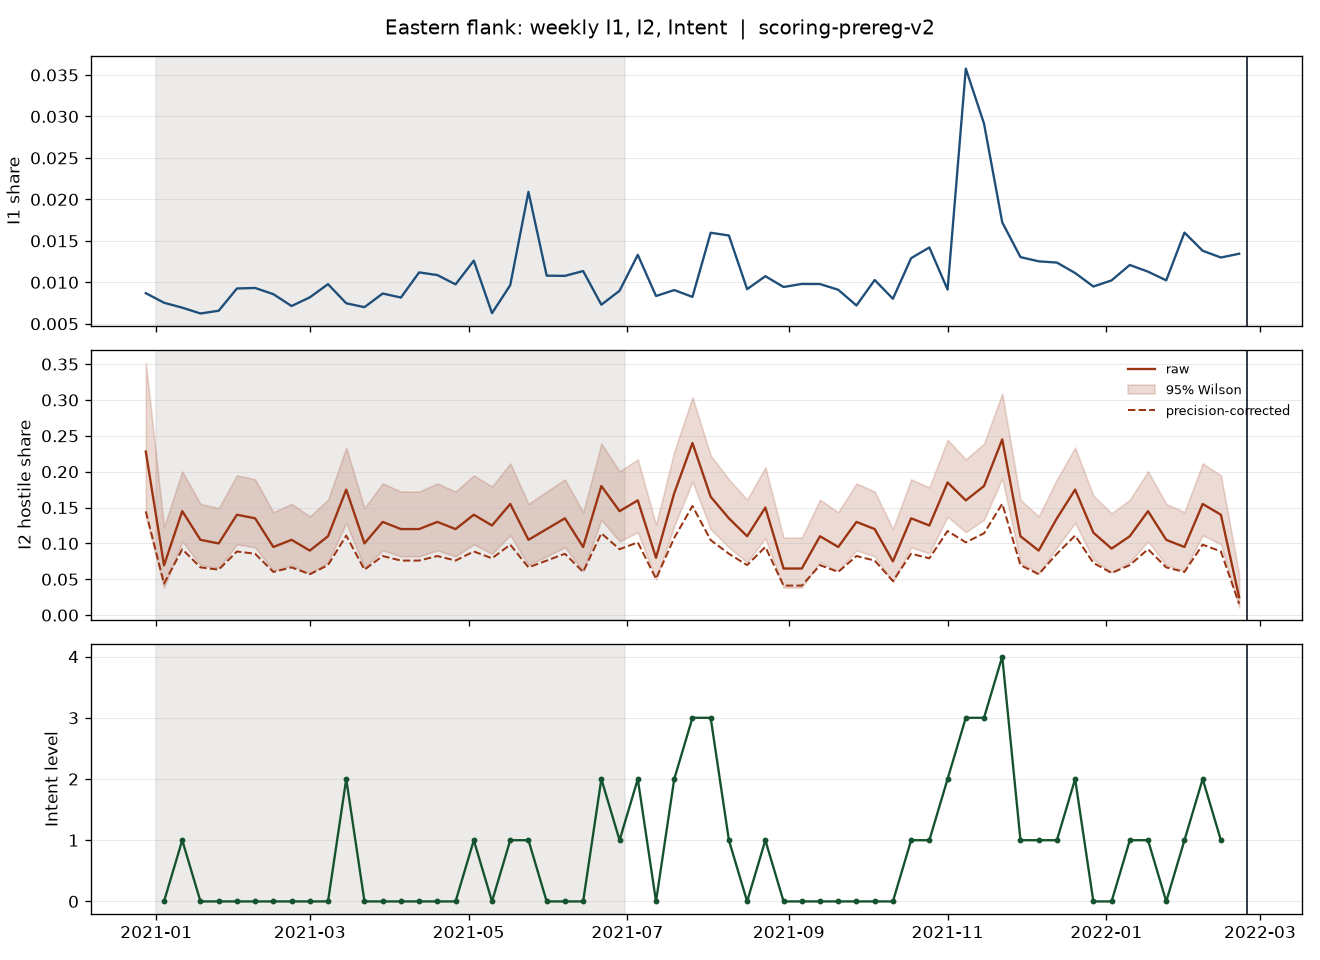 Eastern flank: weekly I1, I2, Intent | scoring-prereg-v2
I1 share
0.035
0.030
0.025
0.020
0.015
0.010
0.005
I2 hostile share
0.35
0.30
0.25
0.20
0.15
0.10
0.05
0.00
raw
95% Wilson
precision-corrected
Intent level
4
3
2
1
0
2021-01 2021-03 2021-05 2021-07 2021-09 2021-11 2022-01 2022-03